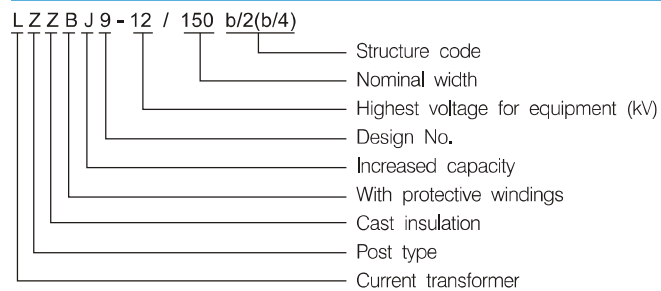 L Z Z B J 9 - 12 / 150 b/2(b/4)
Structure code
Nominal width
Highest voltage for equipment (kV)
Design No.
Increased capacity
With protective windings
Cast insulation
Post type
Current transformer